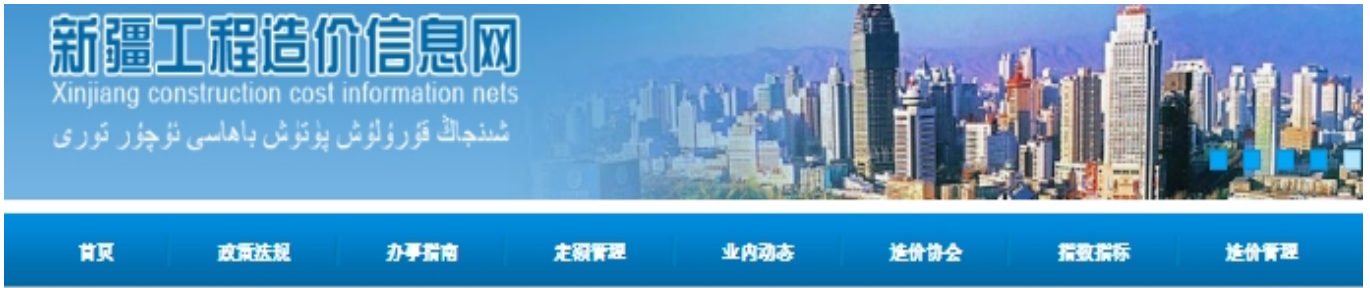 新疆工程造价信息网
Xinjiang construction cost information nets
شىنجاڭ قۇرۇلۇش پۈتۈش باھاسى ئۇچۇر تورى
首页 政策法规 办事指南 定额管理 业内动态 造价协会 指数指标 造价管理